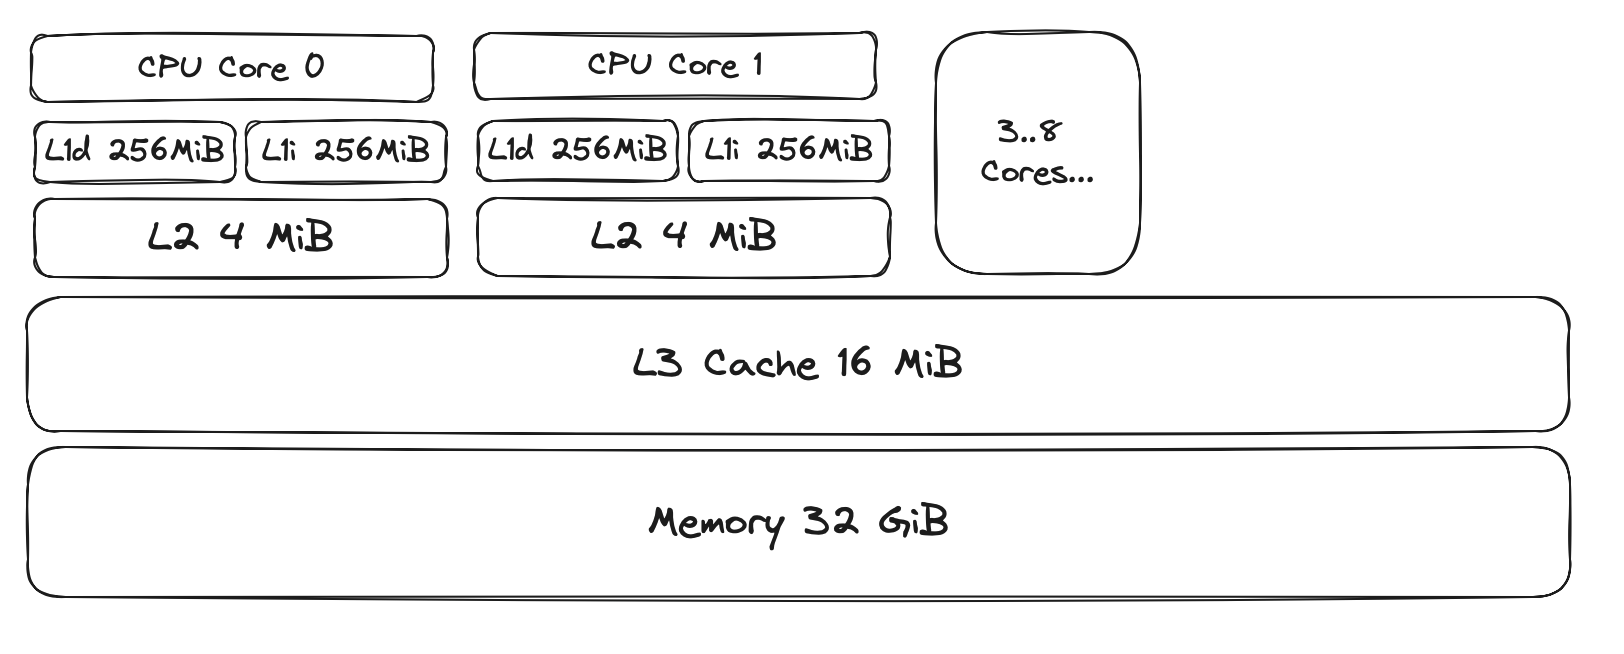 CPU Core 0
CPU Core 1
3..8
Cores...
L1d 256MiB
L1i 256MiB
L1d 256MiB
L1i 256MiB
L2 4 MiB
L2 4 MiB
L3 Cache 16 MiB
Memory 32 GiB